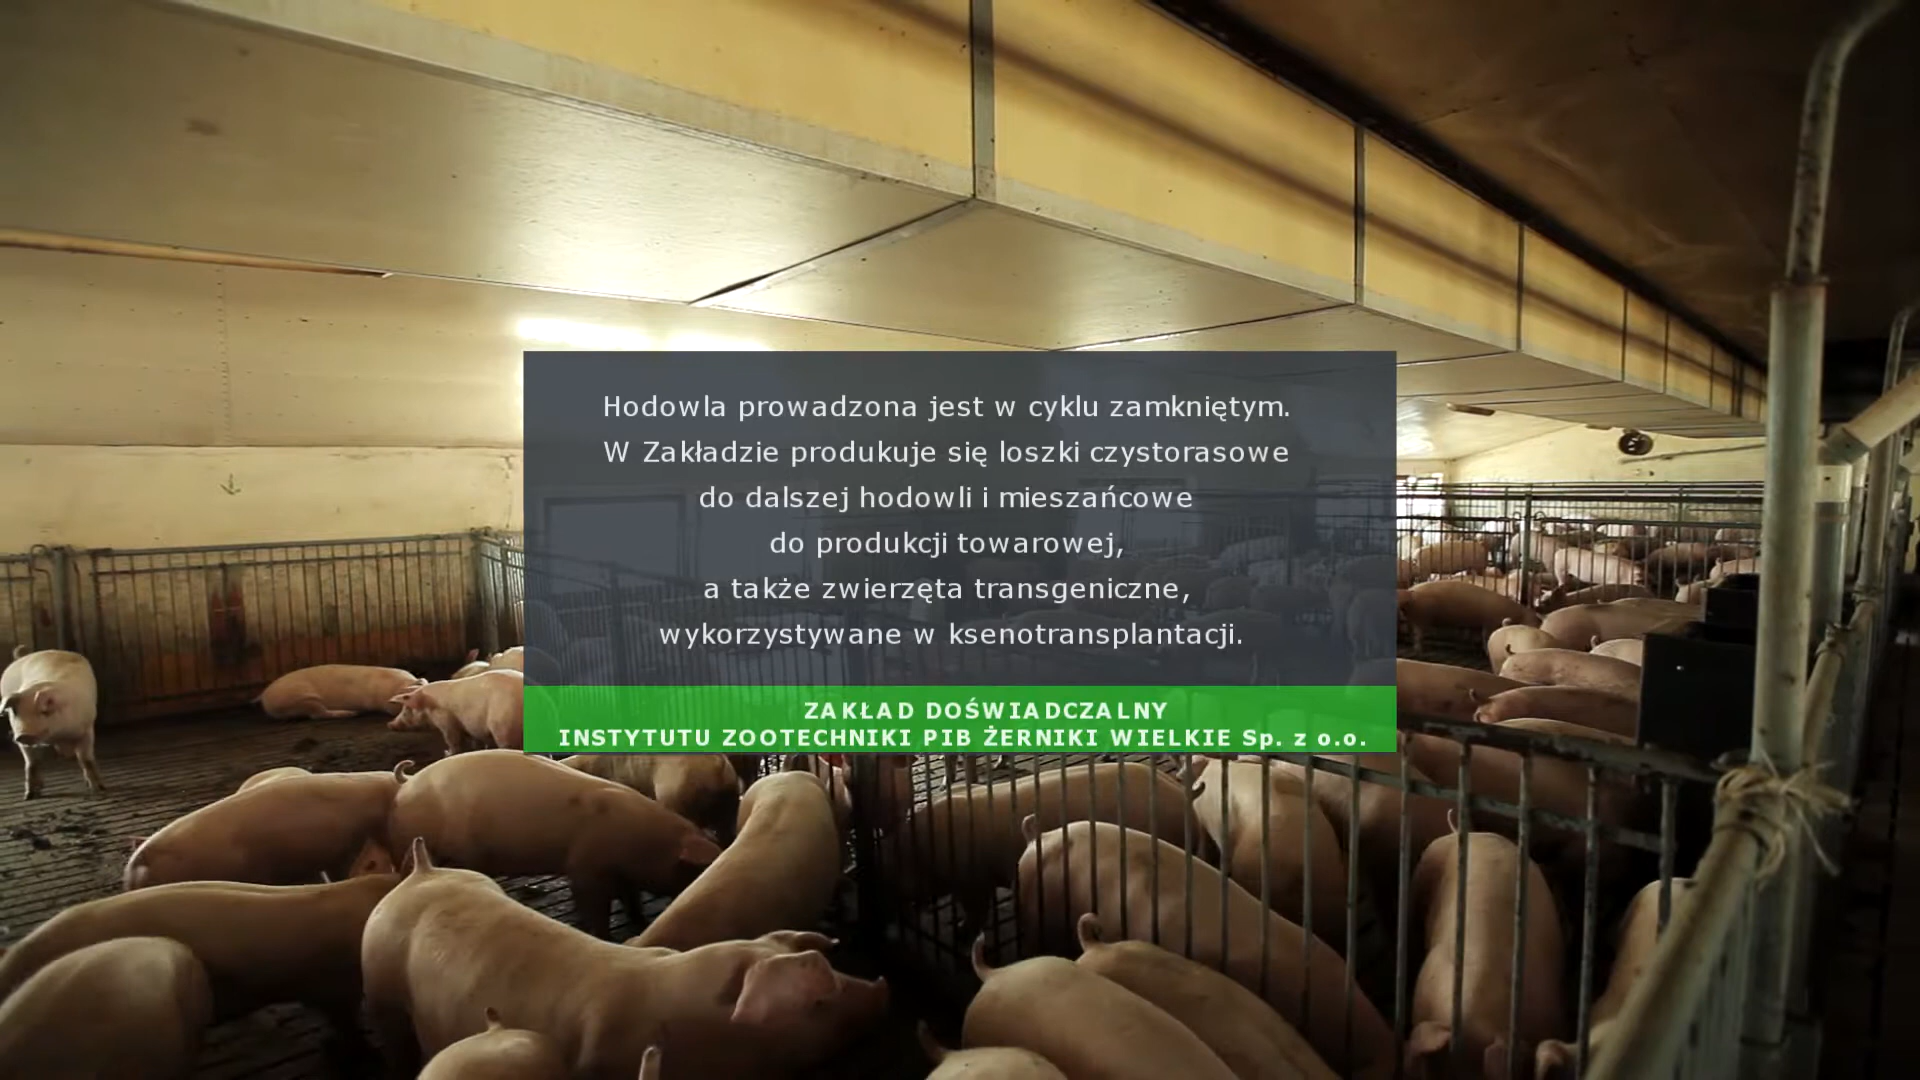 Hodowla prowadzona jest w cyklu zamkniętym.
W Zakładzie produkuje się loszki czystorasowe
do dalszej hodowli i mieszańcowe
do produkcji towarowej,
a także zwierzęta transgeniczne,
wykorzystywane w ksenotransplantacji.
ZAKŁAD DOŚWIADCZALNY
INSTYTUTU ZOOTECHNIKI PIB ŻERNIKI WIELKIE Sp. z o.o.